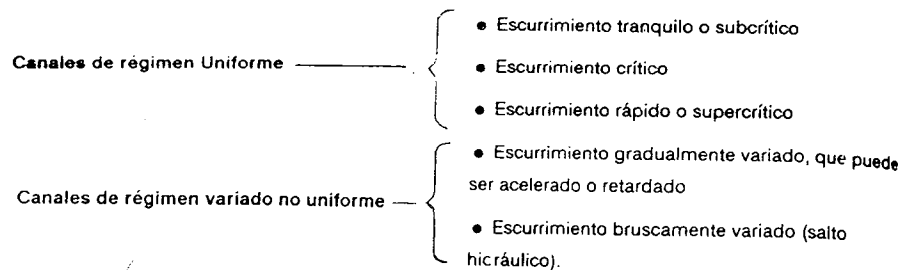 Canales de régimen Uniforme
• Escurrimiento tranquilo o subcrítico
• Escurrimiento crítico
• Escurrimiento rápido o supercrítico
Canales de régimen variado no uniforme
• Escurrimiento gradualmente variado, que puede
ser acelerado o retardado
• Escurrimiento bruscamente variado (salto
hicráulico).